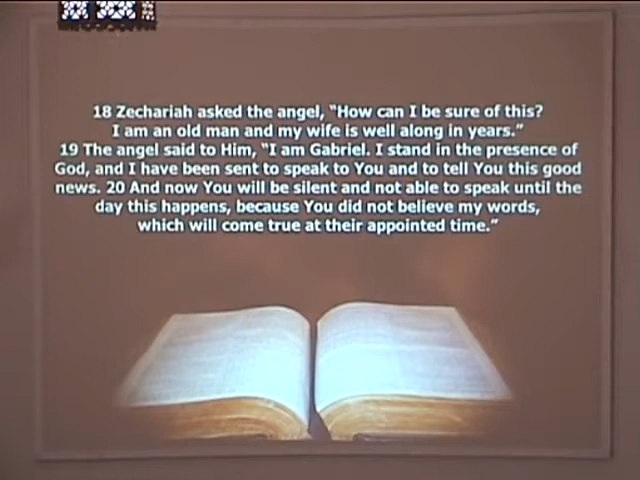 18 Zechariah asked the angel, “How can I be sure of this?
I am an old man and my wife is well along in years.”
19 The angel said to Him, “I am Gabriel. I stand in the presence of
God, and I have been sent to speak to You and to tell You this good
news. 20 And now You will be silent and not able to speak until the
day this happens, because You did not believe my words,
which will come true at their appointed time.”